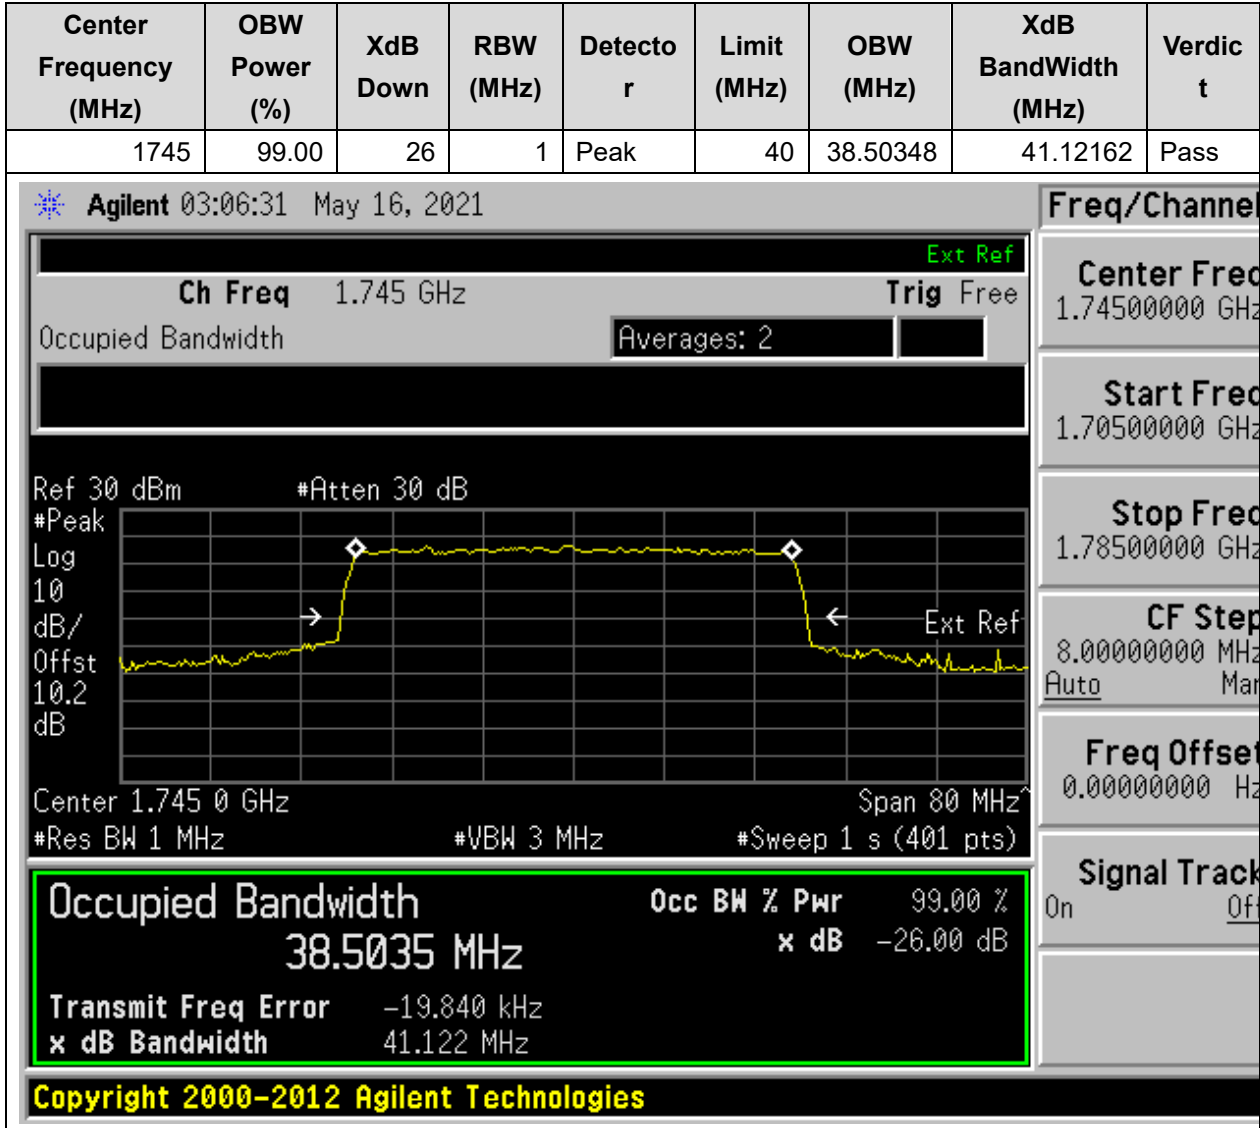 Center Frequency (MHz) OBW Power (%) XdB Down RBW (MHz) Detecto r Limit (MHz) OBW (MHz) XdB BandWidth (MHz) Verdic t
1745 99.00 26 1 Peak 40 38.50348 41.12162 Pass
Agilent 03:06:31 May 16, 2021
Freq/Channel
Ext Ref
Ch Freq 1.745 GHz Trig Free
Occupied Bandwidth Averages: 2
Center Freq
1.74500000 GHz
Start Freq
1.70500000 GHz
Stop Freq
1.78500000 GHz
CF Step
8.00000000 MHz
Auto Man
Freq Offset
0.00000000 Hz
Signal Track
On Off
Ref 30 dBm #Atten 30 dB
#Peak
Log
10
dB/
Offst
10.2
dB
Ext Ref
Center 1.745 0 GHz Span 80 MHz^
#Res BW 1 MHz #VBW 3 MHz #Sweep 1 s (401 pts)
Occupied Bandwidth
38.5035 MHz
Occ BW % Pwr 99.00 %
x dB -26.00 dB
Transmit Freq Error -19.840 kHz
x dB Bandwidth 41.122 MHz
Copyright 2000-2012 Agilent Technologies